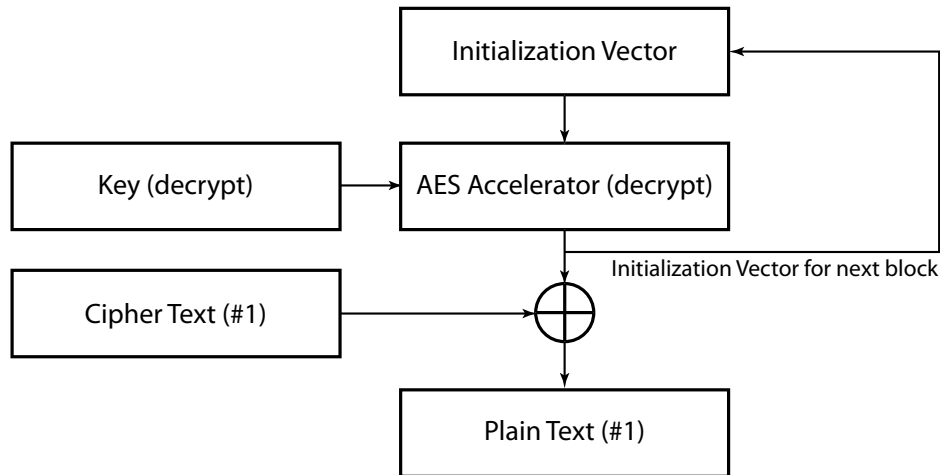 Initialization Vector
Key (decrypt)
AES Accelerator (decrypt)
Initialization Vector for next block
Cipher Text (#1)
Plain Text (#1)